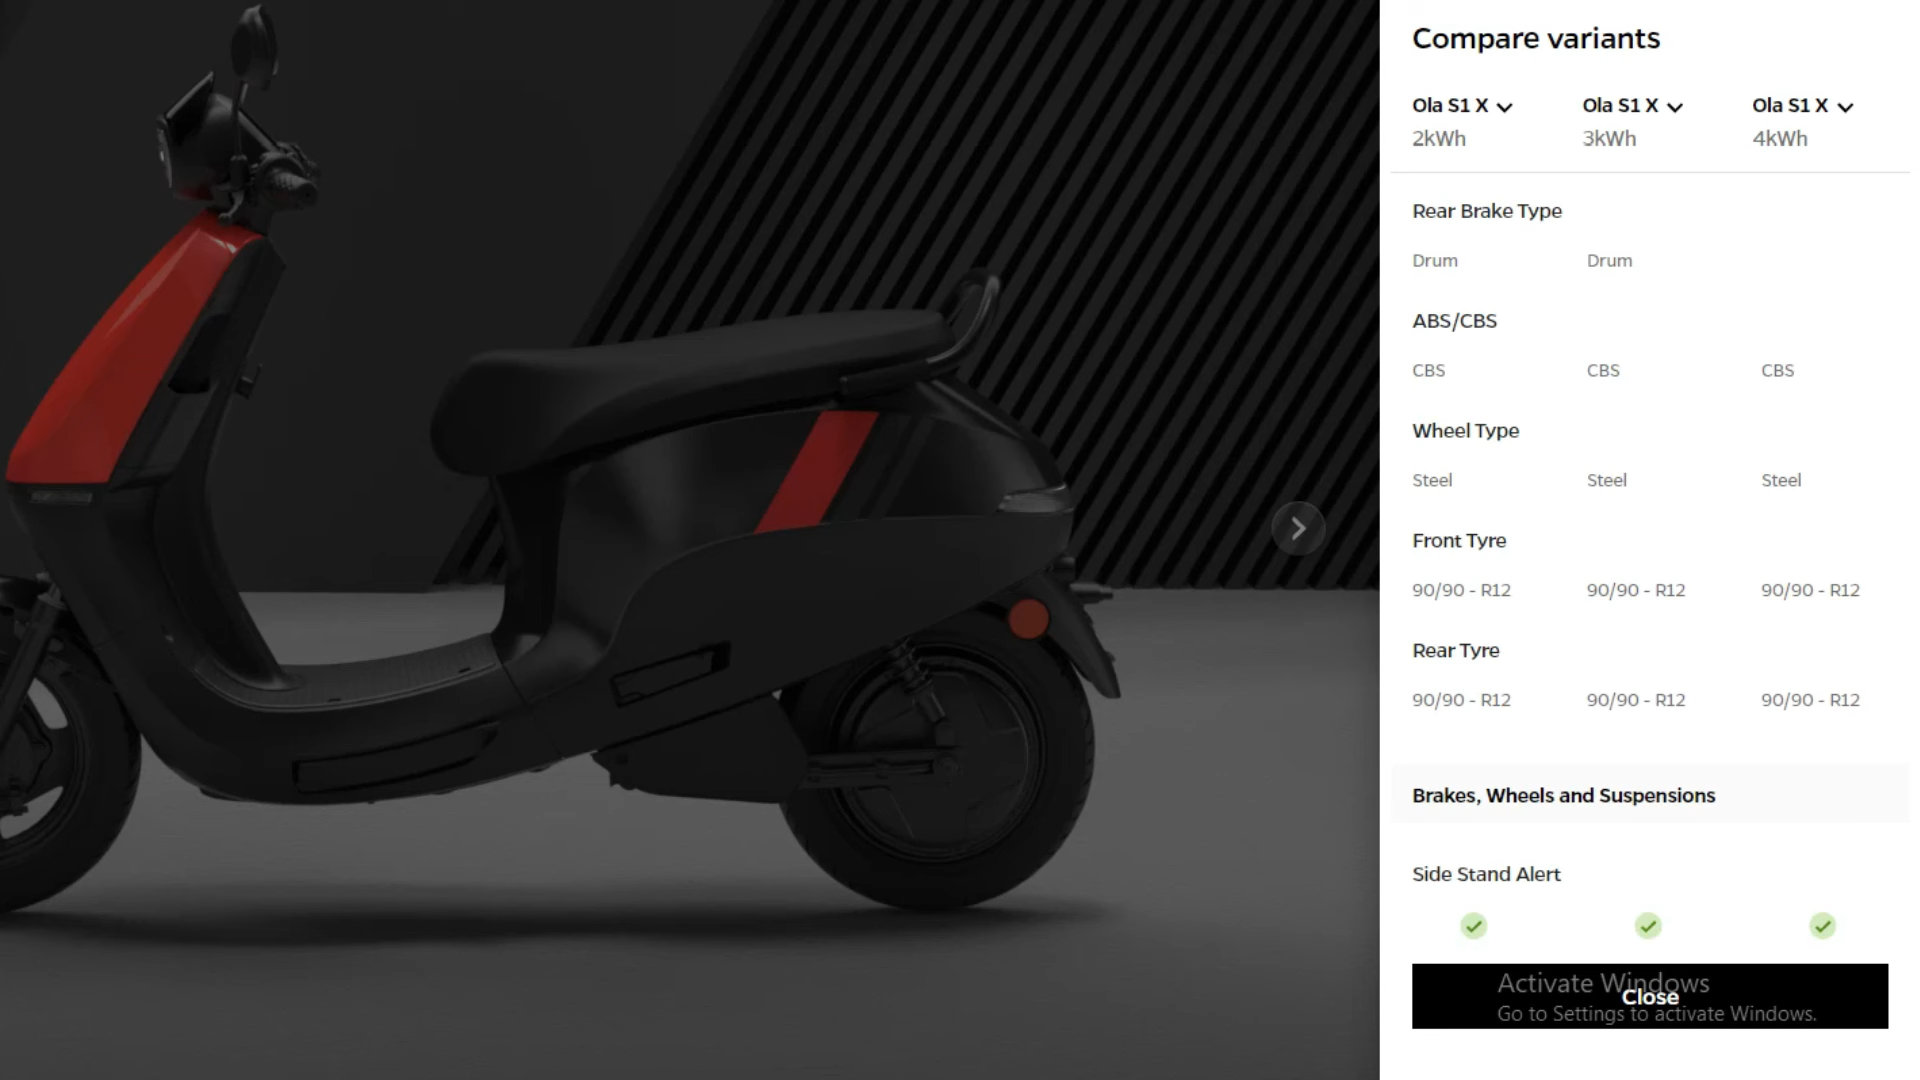 Compare variants
Ola S1 X Ola S1 X Ola S1 X
2kWh 3kWh 4kWh
Rear Brake Type
Drum Drum
ABS/CBS
CBS CBS CBS
Wheel Type
Steel Steel Steel
Front Tyre
90/90 - R12 90/90 - R12 90/90 - R12
Rear Tyre
90/90 - R12 90/90 - R12 90/90 - R12
Brakes, Wheels and Suspensions
Side Stand Alert
Activate Windows
Close
Go to Settings to activate Windows.